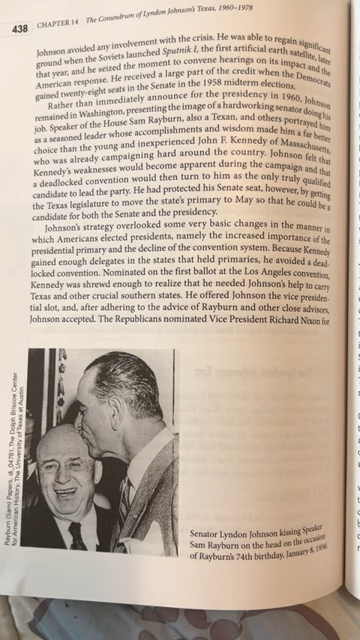 438 CHAPTER 14 The Conundrum of Lyndon Johnson's Texas, 1960–1978
Johnson avoided any involvement with the crisis. He was able to regain significant
ground when the Soviets launched Sputnik I, the first artificial earth satellite, later
that year, and he seized the moment to convene hearings on its impact and the
American response. He received a large part of the credit when the Democrats
gained twenty-eight seats in the Senate in the 1958 midterm elections.
Rather than immediately announce for the presidency in 1960, Johnson
remained in Washington, presenting the image of a hardworking senator doing his
job. Speaker of the House Sam Rayburn, also a Texan, and others portrayed him
as a seasoned leader whose accomplishments and wisdom made him a far better
choice than the young and inexperienced John F. Kennedy of Massachusetts,
who was already campaigning hard around the country. Johnson felt that
Kennedy's weaknesses would become apparent during the campaign and that
a deadlocked convention would then turn to him as the only truly qualified
candidate to lead the party. He had protected his Senate seat, however, by getting
the Texas legislature to move the state's primary to May so that he could be a
candidate for both the Senate and the presidency.
Johnson's strategy overlooked some very basic changes in the manner in
which Americans elected presidents, namely the increased importance of the
presidential primary and the decline of the convention system. Because Kennedy
gained enough delegates in the states that held primaries, he avoided a dead-
locked convention. Nominated on the first ballot at the Los Angeles convention,
Kennedy was shrewd enough to realize that he needed Johnson's help to carry
Texas and other crucial southern states. He offered Johnson the vice presiden-
tial slot, and, after adhering to the advice of Rayburn and other close advisors,
Johnson accepted. The Republicans nominated Vice President Richard Nixon for
Rayburn (Sam) Papers, di_04781, The Dolph Briscoe Center
for American History, The University of Texas at Austin
Senator Lyndon Johnson kissing Speaker
Sam Rayburn on the head on the occasion
of Rayburn's 74th birthday, January 8, 1956.